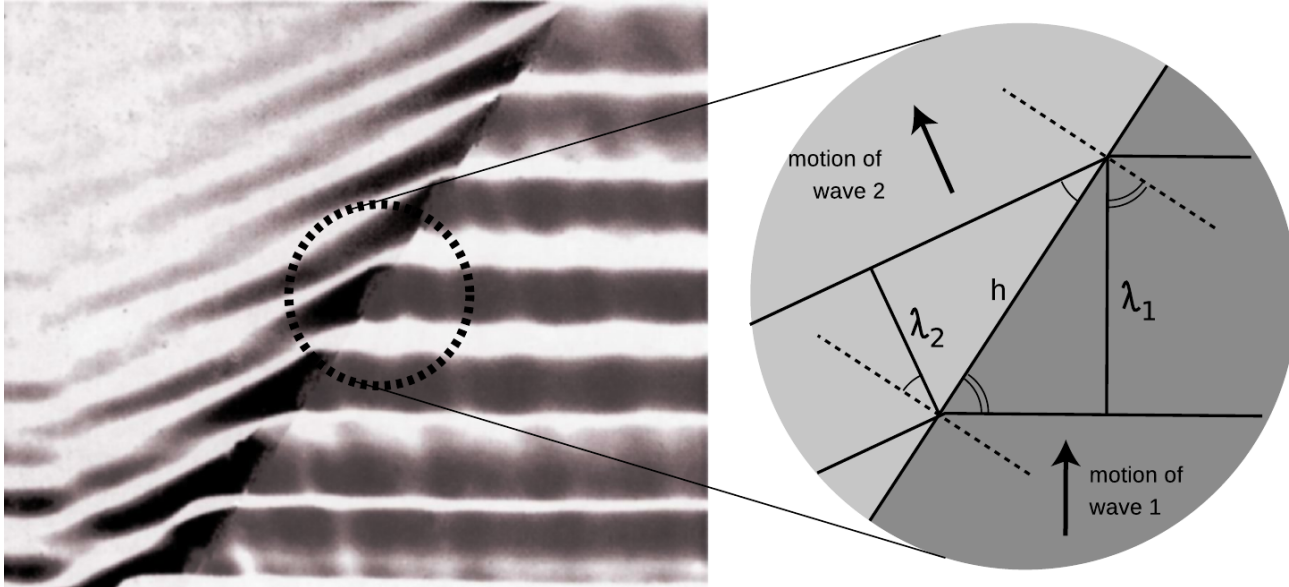 motion of
wave 2
h
λ₂
λ₁
motion of
wave 1